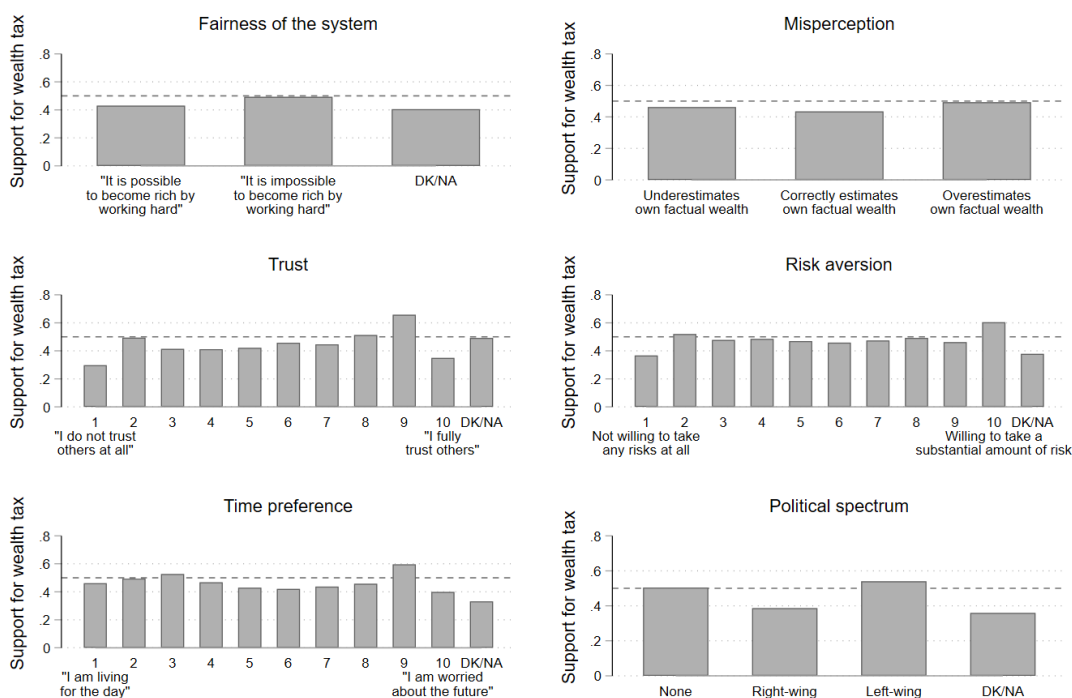 Fairness of the system
Support for wealth tax
.8
.6
.4
.2
0
"It is possible
to become rich by
working hard"
"It is impossible
to become rich by
working hard"
DK/NA
Misperception
Support for wealth tax
.8
.6
.4
.2
0
Underestimates
own factual wealth
Correctly estimates
own factual wealth
Overestimates
own factual wealth
Trust
Support for wealth tax
.8
.6
.4
.2
0
1 2 3 4 5 6 7 8 9 10 DK/NA
"I do not trust
others at all"
"I fully
trust others"
Risk aversion
Support for wealth tax
.8
.6
.4
.2
0
1 2 3 4 5 6 7 8 9 10 DK/NA
Not willing to take
any risks at all
Willing to take a
substantial amount of risk
Time preference
Support for wealth tax
.8
.6
.4
.2
0
1 2 3 4 5 6 7 8 9 10 DK/NA
"I am living
for the day"
"I am worried
about the future"
Political spectrum
Support for wealth tax
.8
.6
.4
.2
0
None Right-wing Left-wing DK/NA